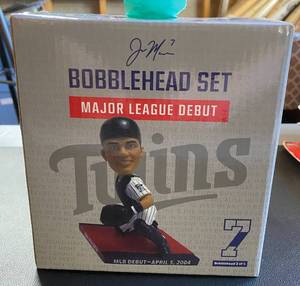 BOBBLEHEAD SET
MAJOR LEAGUE DEBUT
Twins
MLB DEBUT-APRIL 5, 2004
7